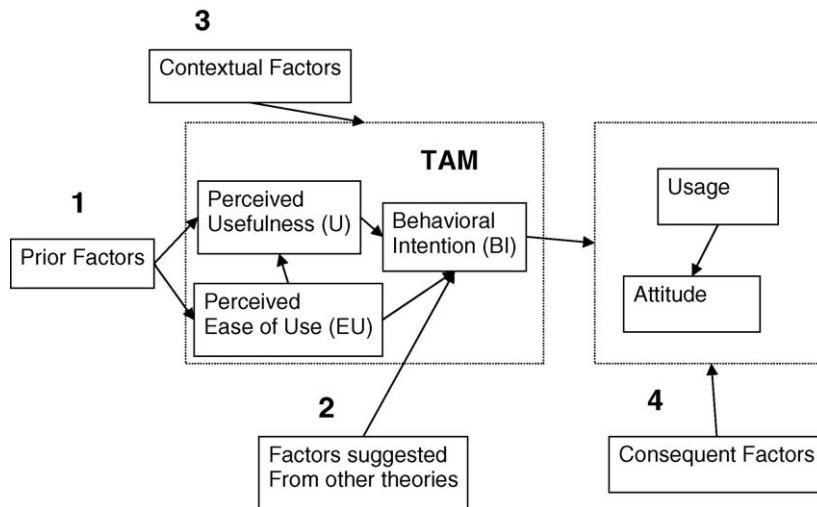 3
Contextual Factors
TAM
1
Perceived
Usefulness (U)
Behavioral
Intention (BI)
Usage
Prior Factors
Perceived
Ease of Use (EU)
Attitude
2
4
Factors suggested
From other theories
Consequent Factors